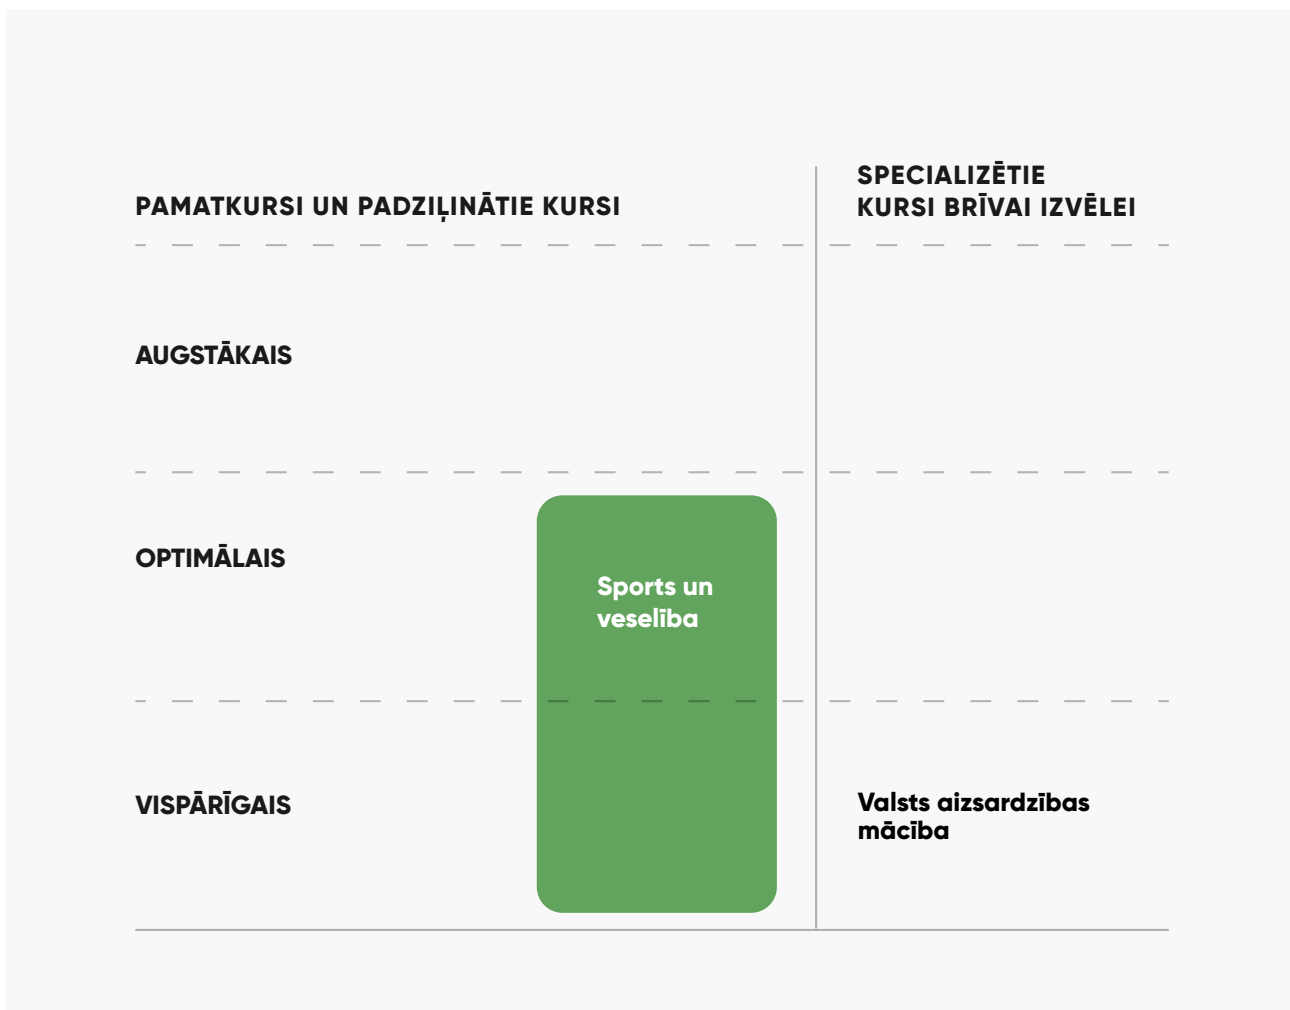 PAMATKURSI UN PADZIĻINĀTIE KURSI
SPECIALIZĒTIE
KURSI BRĪVAI IZVĒLEI
AUGSTĀKAIS
OPTIMĀLAIS
Sports un
veselība
VISPĀRĪGAIS
Valsts aizsardzības
mācība